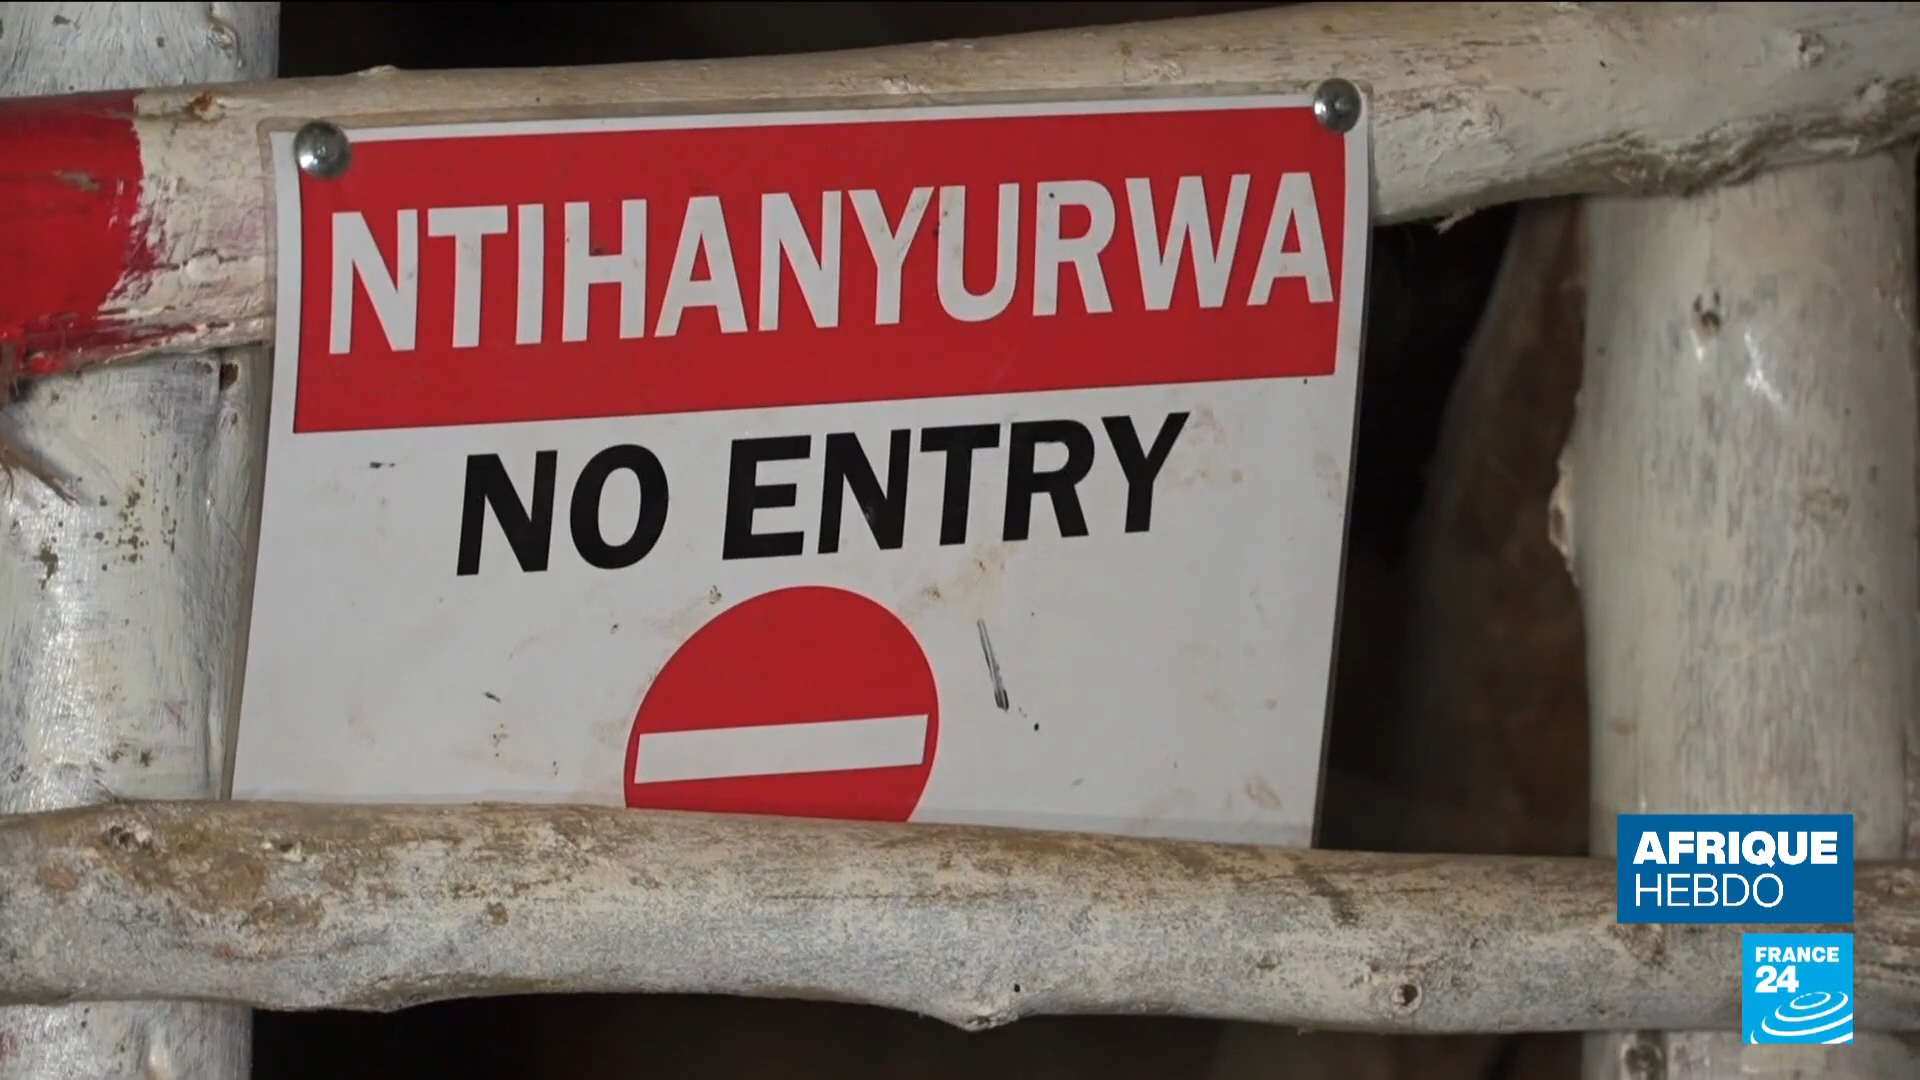 NTIHANYURWA
NO ENTRY
AFRIQUE
HEBDO
FRANCE
24